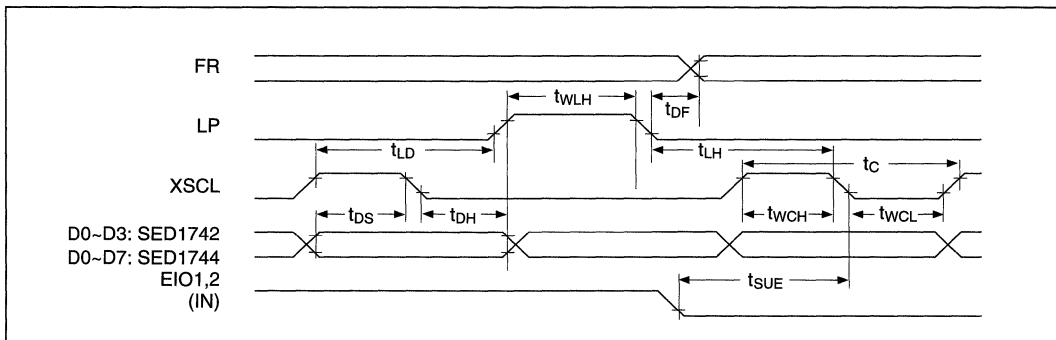 FR
tWLH
tDF
LP
tLD
tLH
tC
XSCL
tDS
tDH
tWCH
tWCL
D0~D3: SED1742
D0~D7: SED1744
EIO1,2
(IN)
tSUE